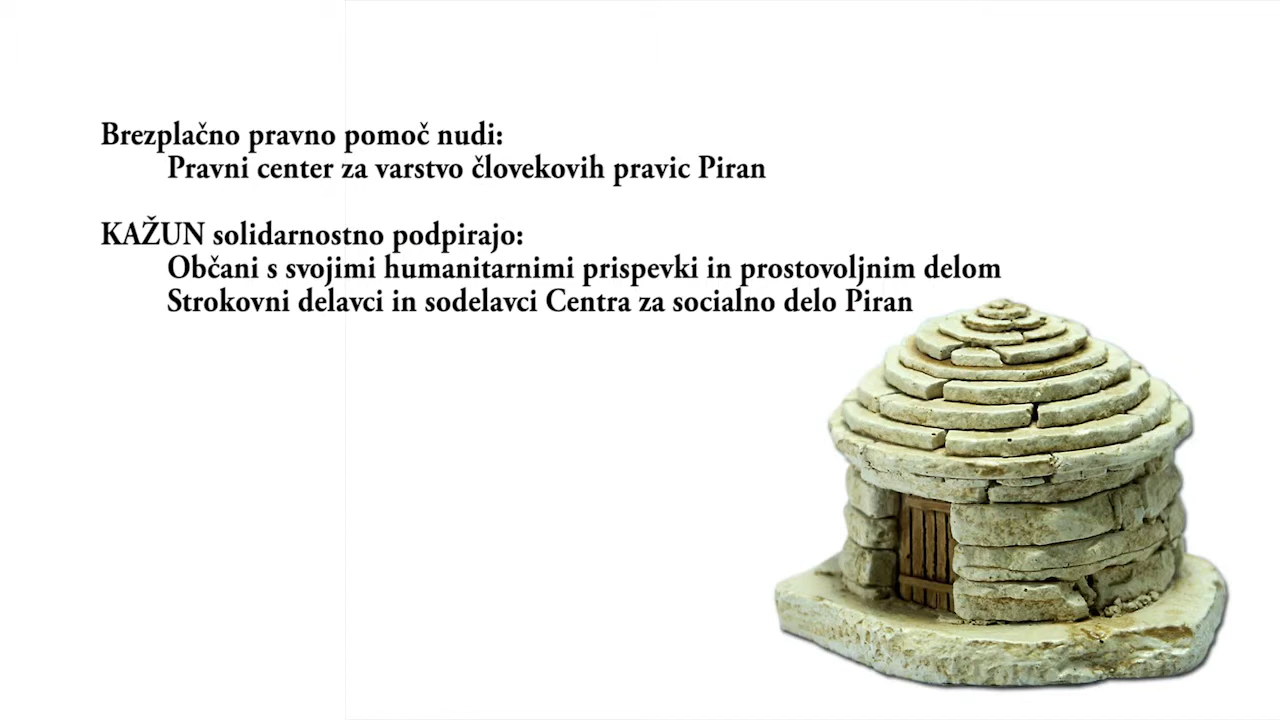 Brezplačno pravno pomoč nudi:
Pravni center za varstvo človekovih pravic Piran
KAŽUN solidarnostno podpirajo:
Občani s svojimi humanitarnimi prispevki in prostovoljnim delom
Strokovni delavci in sodelavci Centra za socialno delo Piran